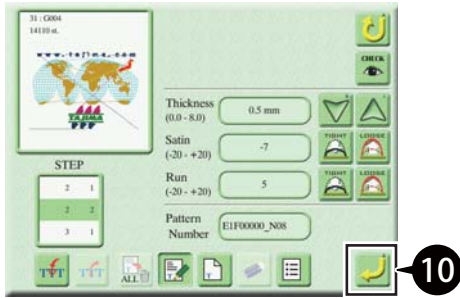 31 : G004
14110 st.
www.tajima.com
TAJIMA
CHECK
Thickness
(0.0 - 8.0)
0.5 mm
Satin
(-20 - +20)
-7
TIGHT
LOOSE
Run
(-20 - +20)
5
TIGHT
LOOSE
STEP
2 1
2 2
3 1
Pattern
Number
E1F00000_N08
ALL
10